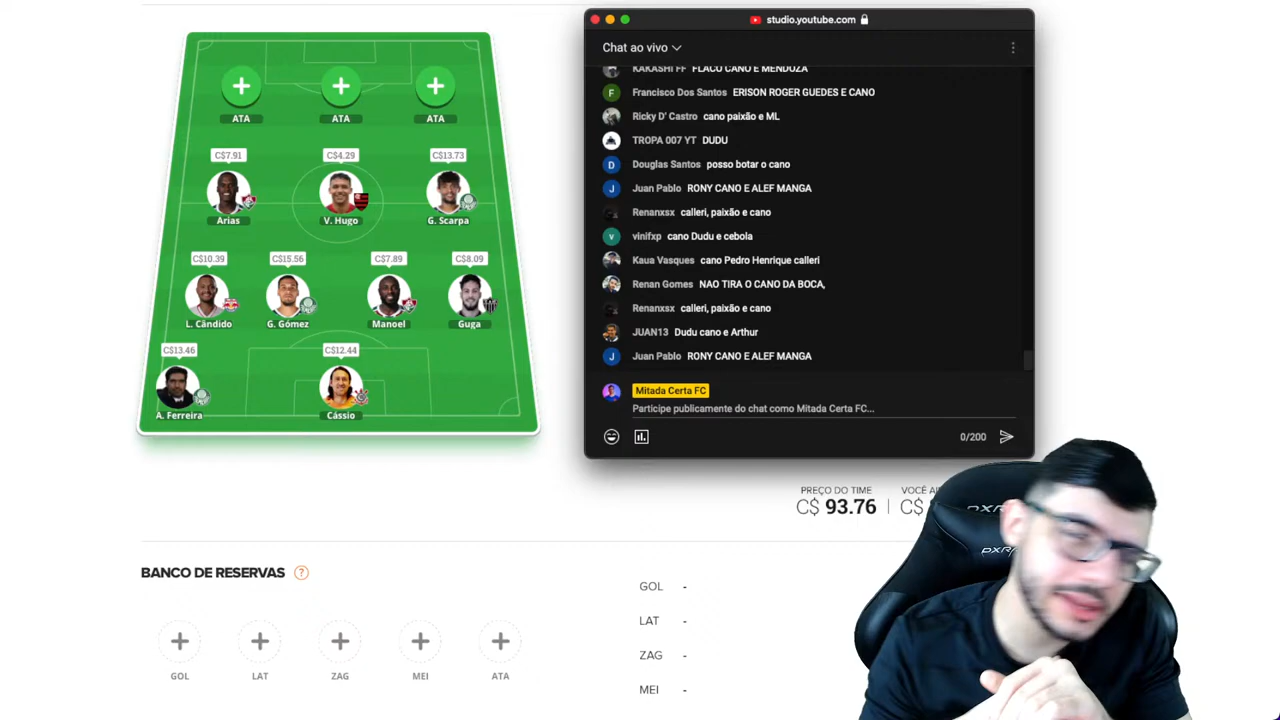 ATA
ATA
ATA
C$7.91
C$4.29
C$13.73
Arias
V. Hugo
G. Scarpa
C$10.39
C$15.56
C$7.89
C$8.09
L. Cândido
G. Gómez
Manoel
Guga
C$13.46
C$12.44
A. Ferreira
Cássio
studio.youtube.com
Chat ao vivo
KAKASHI FF FLACO CANO E MENDOZA
F
Francisco Dos Santos ERISON ROGER GUEDES E CANO
Ricky D' Castro cano paixão e ML
TROPA 007 YT DUDU
D
Douglas Santos posso botar o cano
J
Juan Pablo RONY CANO E ALEF MANGA
Renanxsx calleri, paixão e cano
v
vinifxp cano Dudu e cebola
Kaua Vasques cano Pedro Henrique calleri
Renan Gomes NAO TIRA O CANO DA BOCA,
Renanxsx calleri, paixão e cano
JUAN13 Dudu cano e Arthur
J
Juan Pablo RONY CANO E ALEF MANGA
Mitada Certa FC
Participe publicamente do chat como Mitada Certa FC...
0/200
PREÇO DO TIME
C$ 93.76
VOCÊ
C$
BANCO DE RESERVAS ?
GOL
LAT
ZAG
MEI
ATA
GOL -
LAT -
ZAG -
MEI -